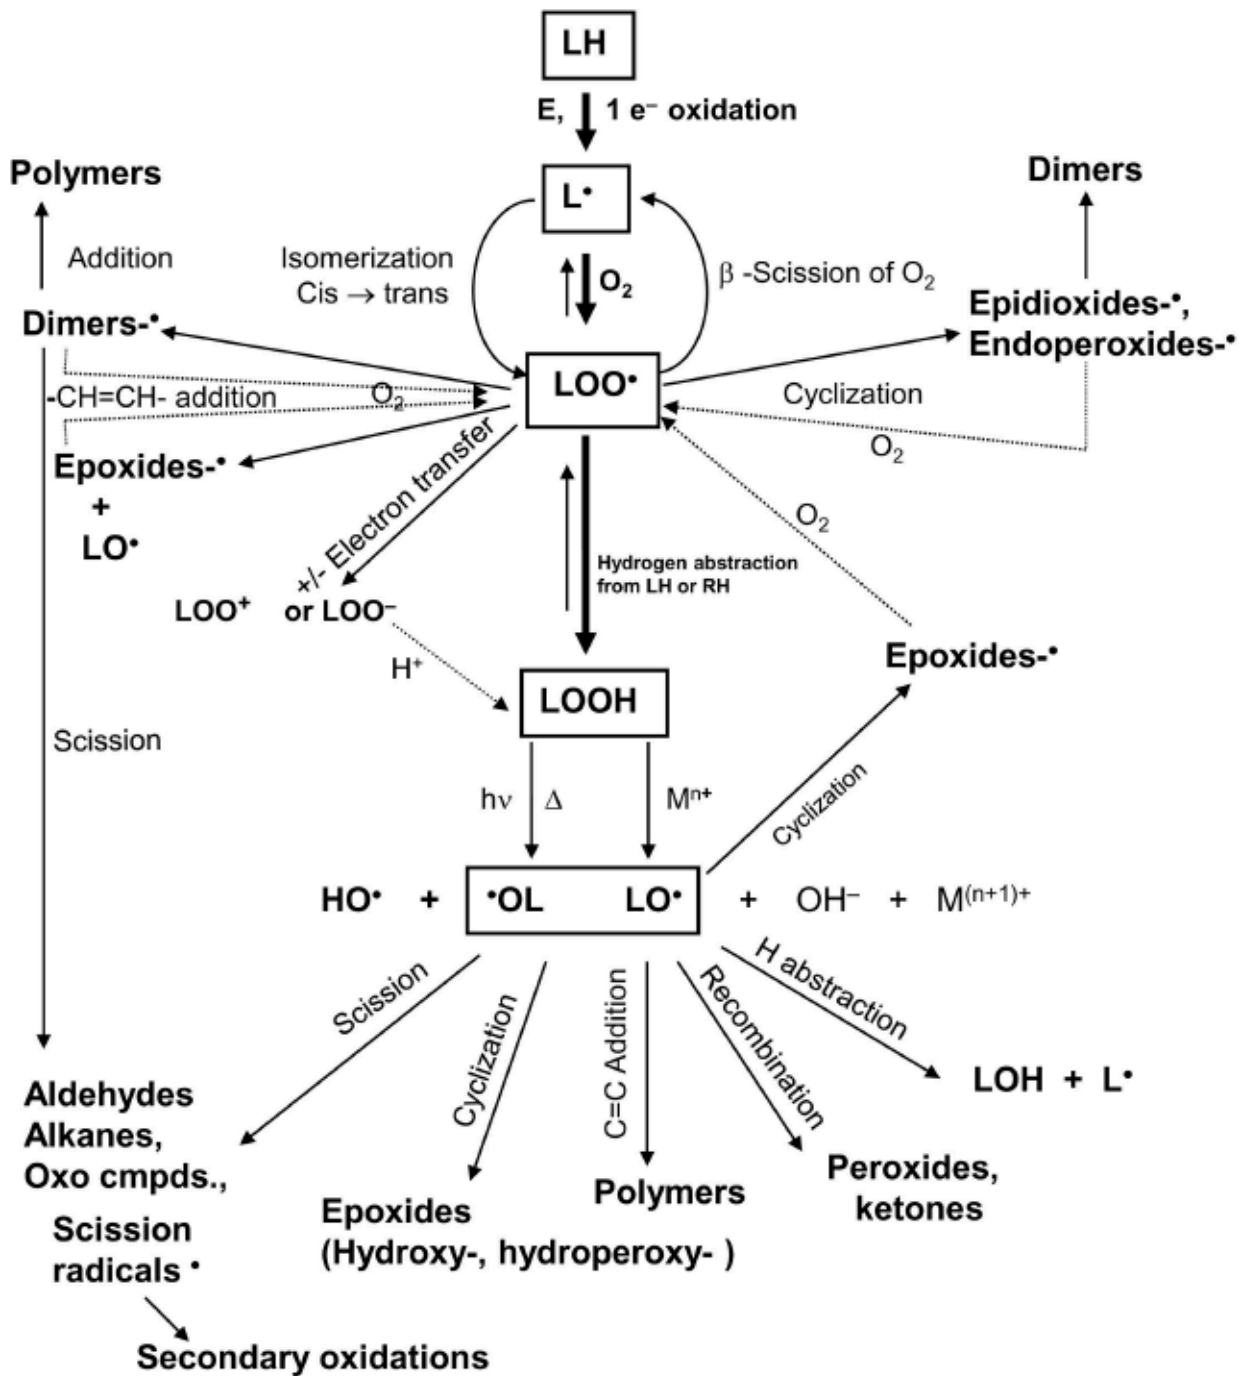 LH
E, 1 e⁻ oxidation
Polymers
L•
Dimers
Addition
Isomerization
Cis → trans
O₂
β -Scission of O₂
Dimers-•
Epidioxides-•,
Endoperoxides-•
LOO•
-CH=CH- addition
O₂
Cyclization
O₂
Epoxides-•
+
LO•
+/- Electron transfer
O₂
Hydrogen abstraction
from LH or RH
LOO⁺ or LOO⁻
H⁺
Epoxides-•
LOOH
Scission
hν Δ
Mⁿ⁺
Cyclization
HO• + •OL LO• + OH⁻ + M⁽ⁿ⁺¹⁾⁺
Scission
Cyclization
C=C Addition
Recombination
H abstraction
LOH + L•
Aldehydes
Alkanes,
Oxo cmpds.,
Peroxides,
ketones
Polymers
Epoxides
(Hydroxy-, hydroperoxy- )
Scission
radicals •
Secondary oxidations